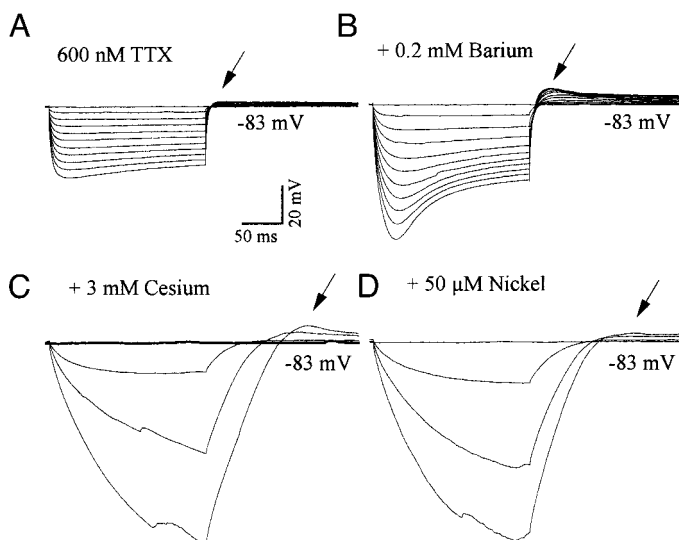 A
600 nM TTX
-83 mV
50 ms
20 mV
B
+ 0.2 mM Barium
-83 mV
C
+ 3 mM Cesium
-83 mV
D
+ 50 μM Nickel
-83 mV